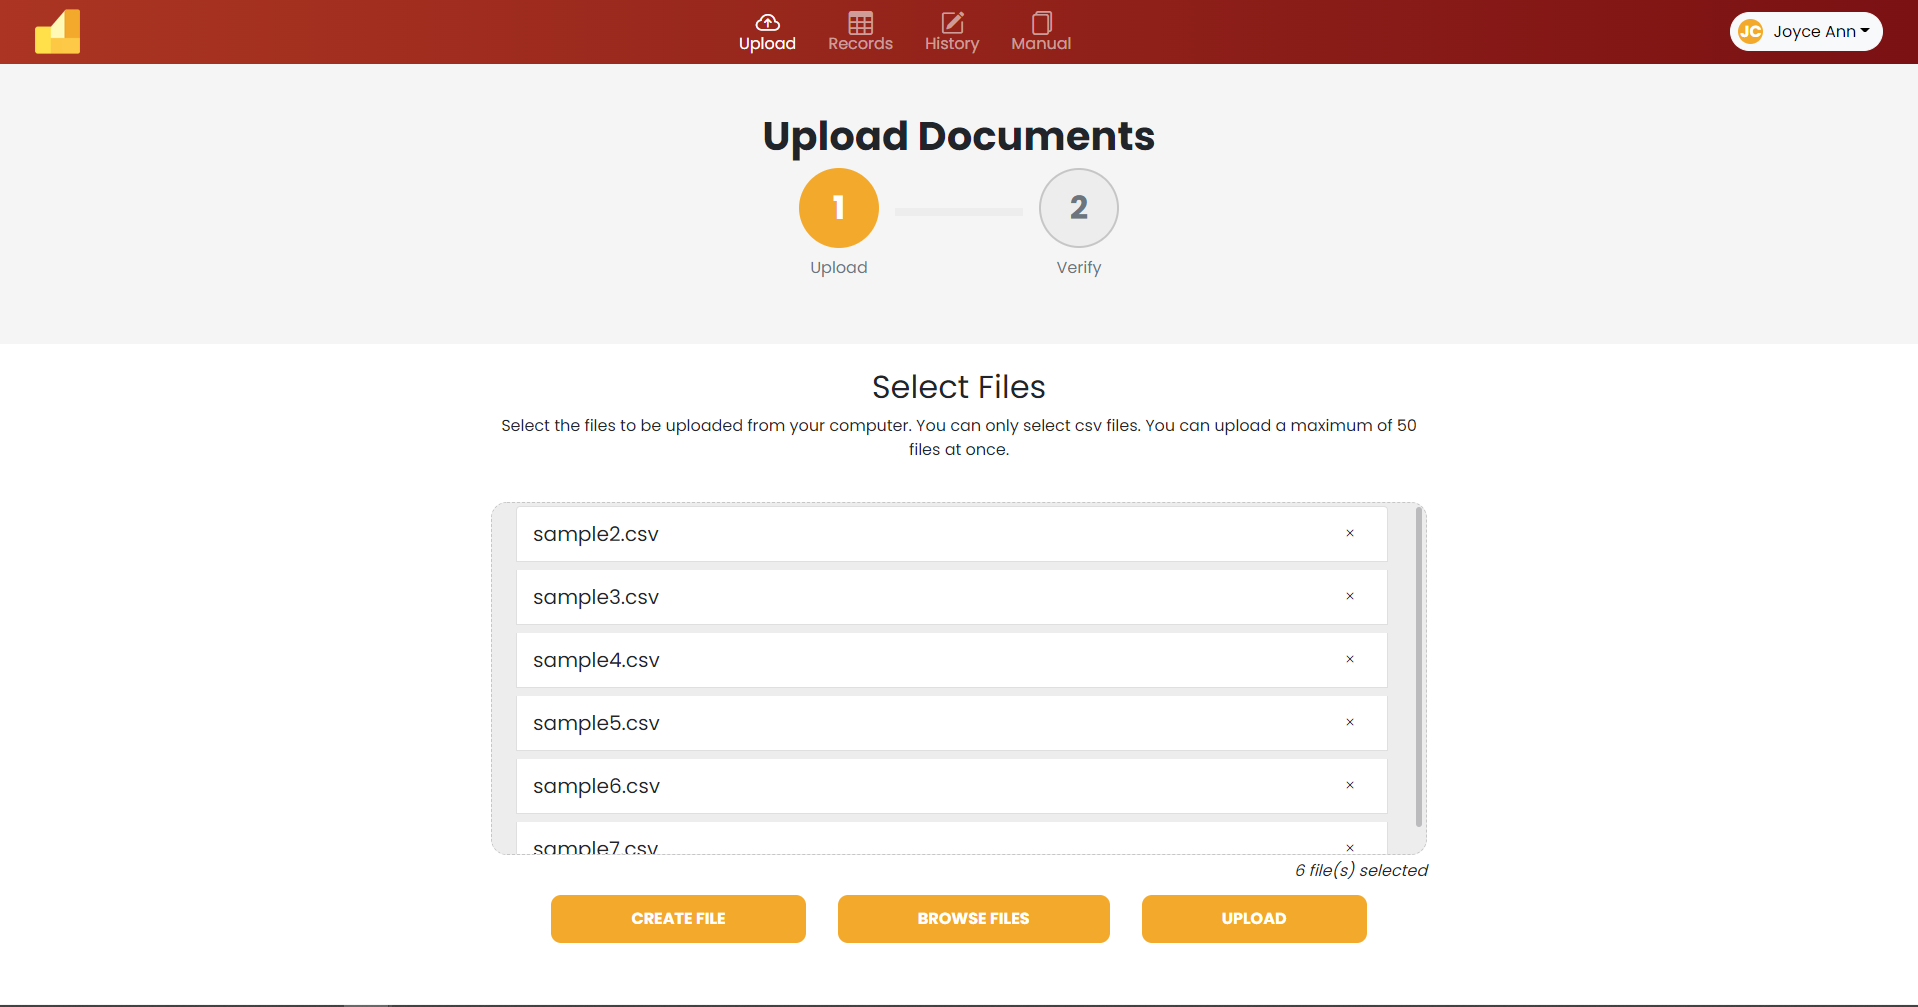 Upload
Records
History
Manual
JC
Joyce Ann
Upload Documents
1
2
Upload
Verify
Select Files
Select the files to be uploaded from your computer. You can only select csv files. You can upload a maximum of 50
files at once.
sample2.csv ×
sample3.csv ×
sample4.csv ×
sample5.csv ×
sample6.csv ×
sample7.csv ×
6 file(s) selected
CREATE FILE
BROWSE FILES
UPLOAD